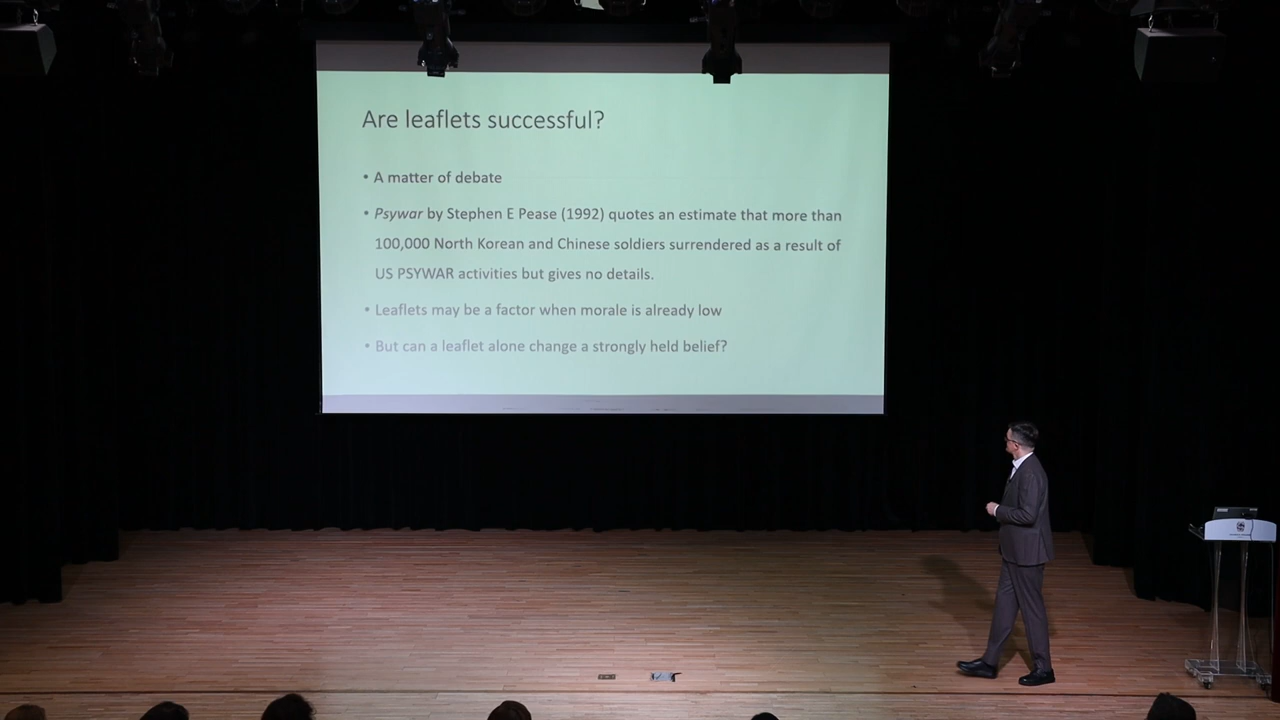 Are leaflets successful?
• A matter of debate
• Psywar by Stephen E Pease (1992) quotes an estimate that more than
100,000 North Korean and Chinese soldiers surrendered as a result of
US PSYWAR activities but gives no details.
• Leaflets may be a factor when morale is already low
• But can a leaflet alone change a strongly held belief?